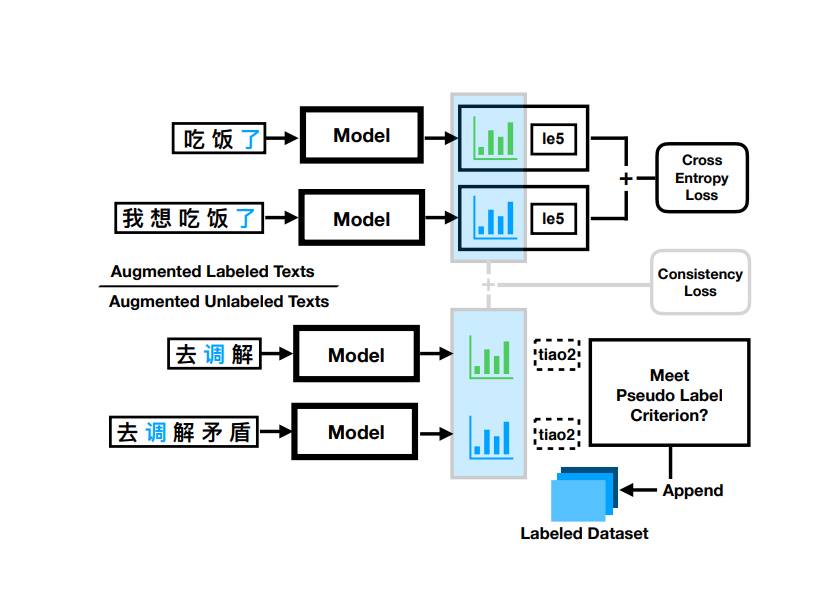 吃 饭 了
Model
le5
Cross
Entropy
Loss
我 想 吃 饭 了
Model
le5
+
Augmented Labeled Texts
Augmented Unlabeled Texts
+
Consistency
Loss
去 调 解
Model
tiao2
Meet
Pseudo Label
Criterion?
去 调 解 矛 盾
Model
tiao2
Append
Labeled Dataset